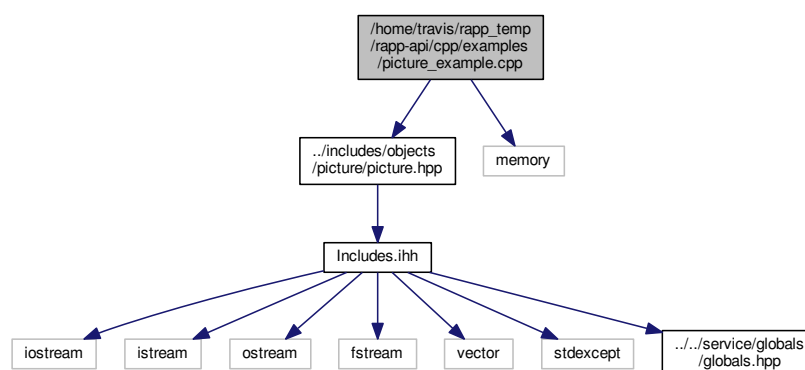 /home/travis/rapp_temp
/rapp-api/cpp/examples
/picture_example.cpp
../includes/objects
/picture/picture.hpp
memory
Includes.ihh
iostream
istream
ostream
fstream
vector
stdexcept
../../service/globals
/globals.hpp